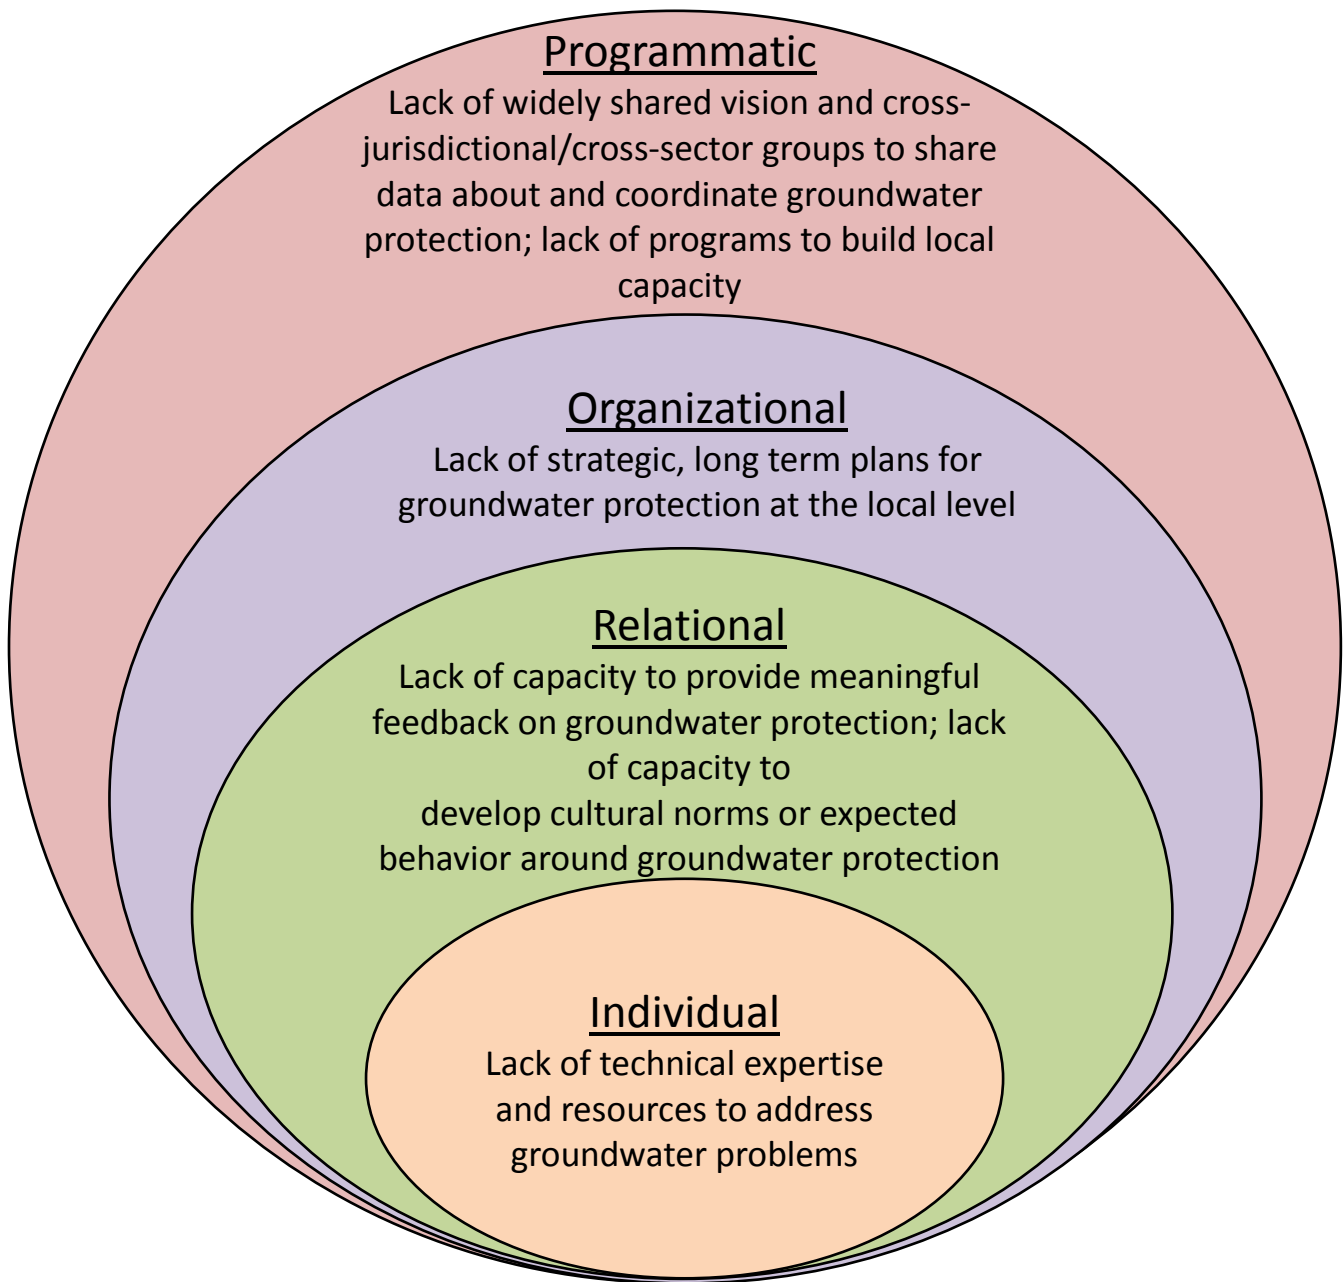 Programmatic
Lack of widely shared vision and cross-
jurisdictional/cross-sector groups to share
data about and coordinate groundwater
protection; lack of programs to build local
capacity
Organizational
Lack of strategic, long term plans for
groundwater protection at the local level
Relational
Lack of capacity to provide meaningful
feedback on groundwater protection; lack
of capacity to
develop cultural norms or expected
behavior around groundwater protection
Individual
Lack of technical expertise
and resources to address
groundwater problems